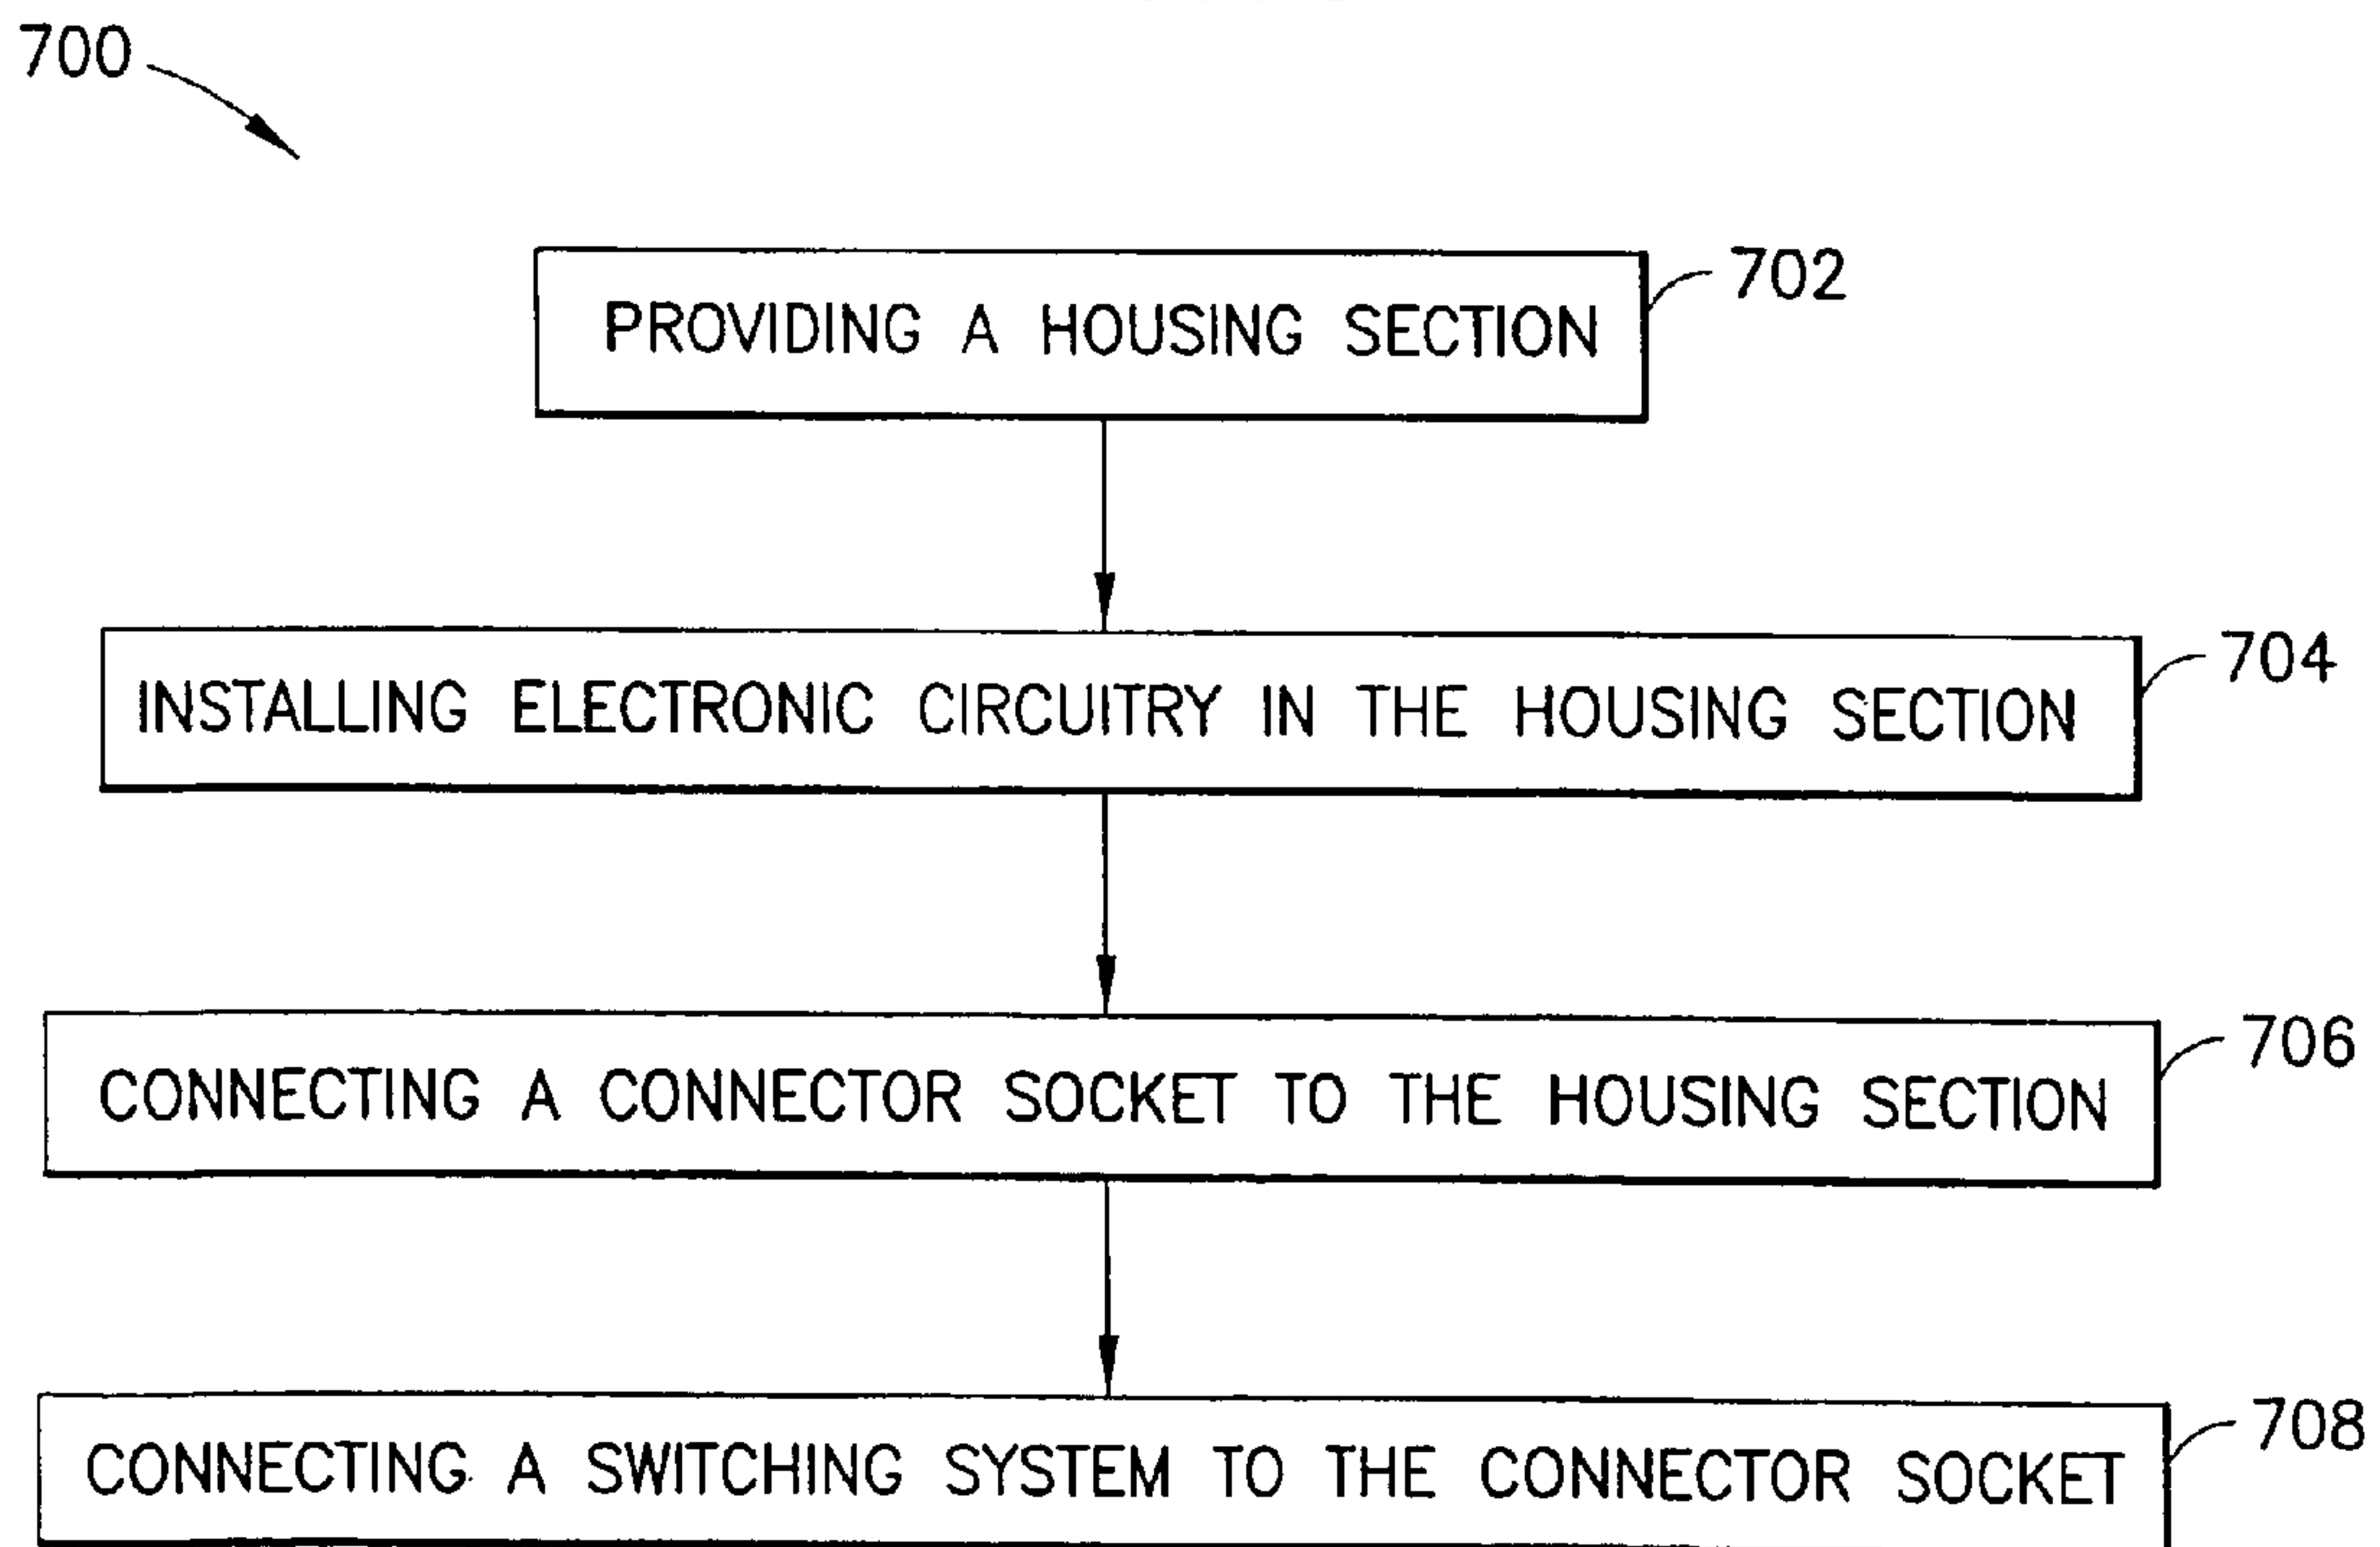 700
PROVIDING A HOUSING SECTION
702
INSTALLING ELECTRONIC CIRCUITRY IN THE HOUSING SECTION
704
CONNECTING A CONNECTOR SOCKET TO THE HOUSING SECTION
706
CONNECTING A SWITCHING SYSTEM TO THE CONNECTOR SOCKET
708